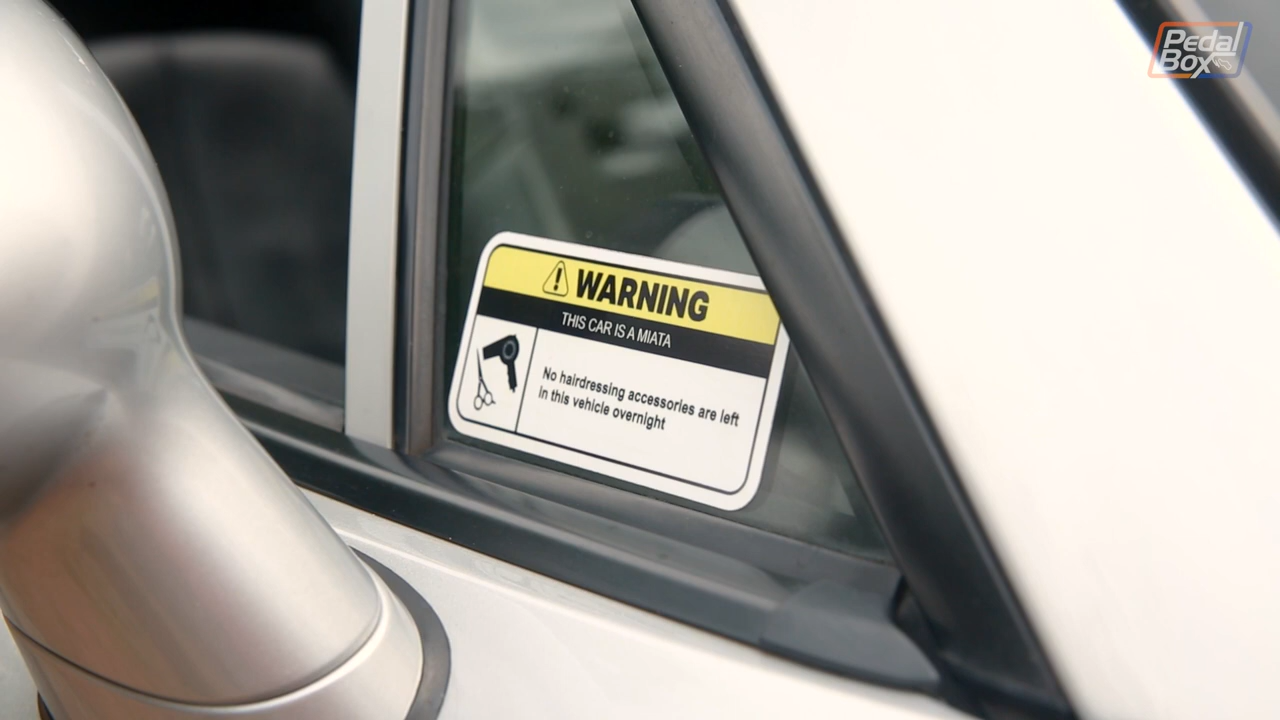 Pedal
Box
WARNING
THIS CAR IS A MIATA
No hairdressing accessories are left
in this vehicle overnight